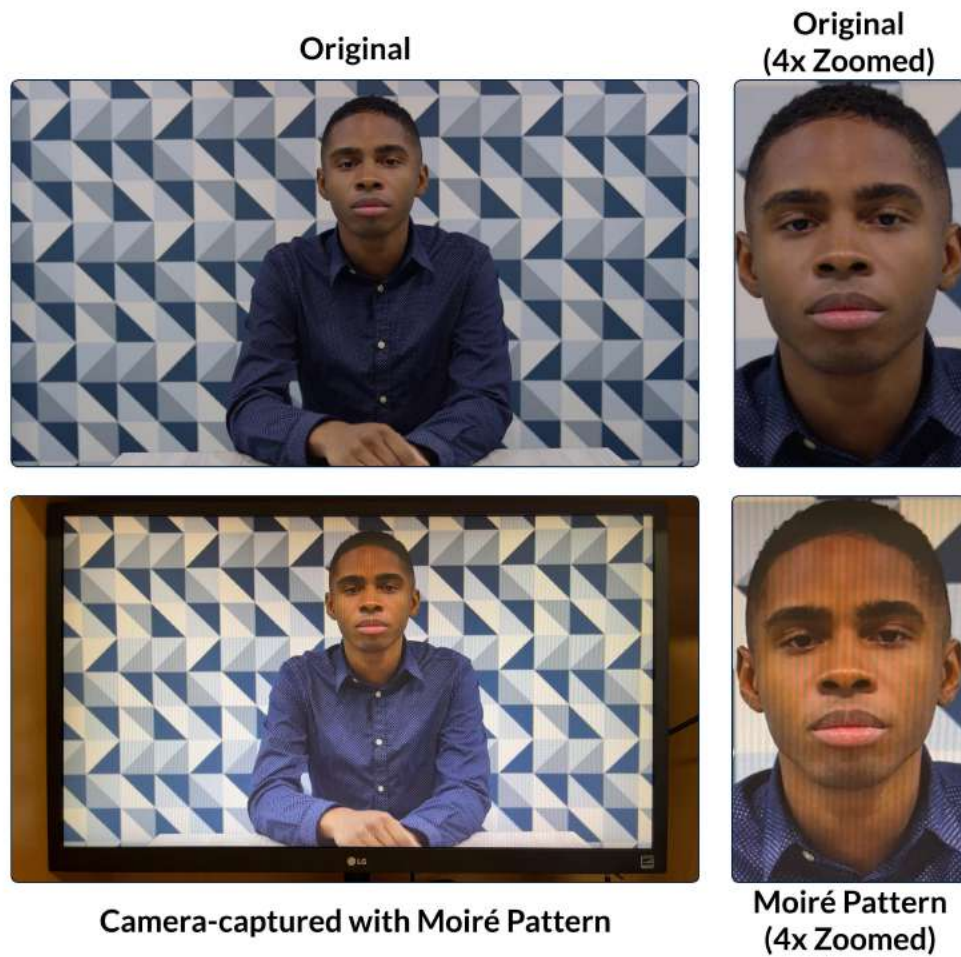 Original
Original
(4x Zoomed)
LG
Camera-captured with Moiré Pattern
Moiré Pattern
(4x Zoomed)